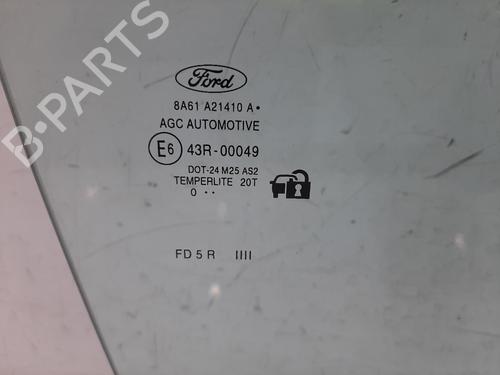 B-PARTS
Ford
8A61 A21410 A•
AGC AUTOMOTIVE
E6 43R-00049
DOT-24 M25 AS2
TEMPERLITE 20T
0 ••
FD 5 R IIII